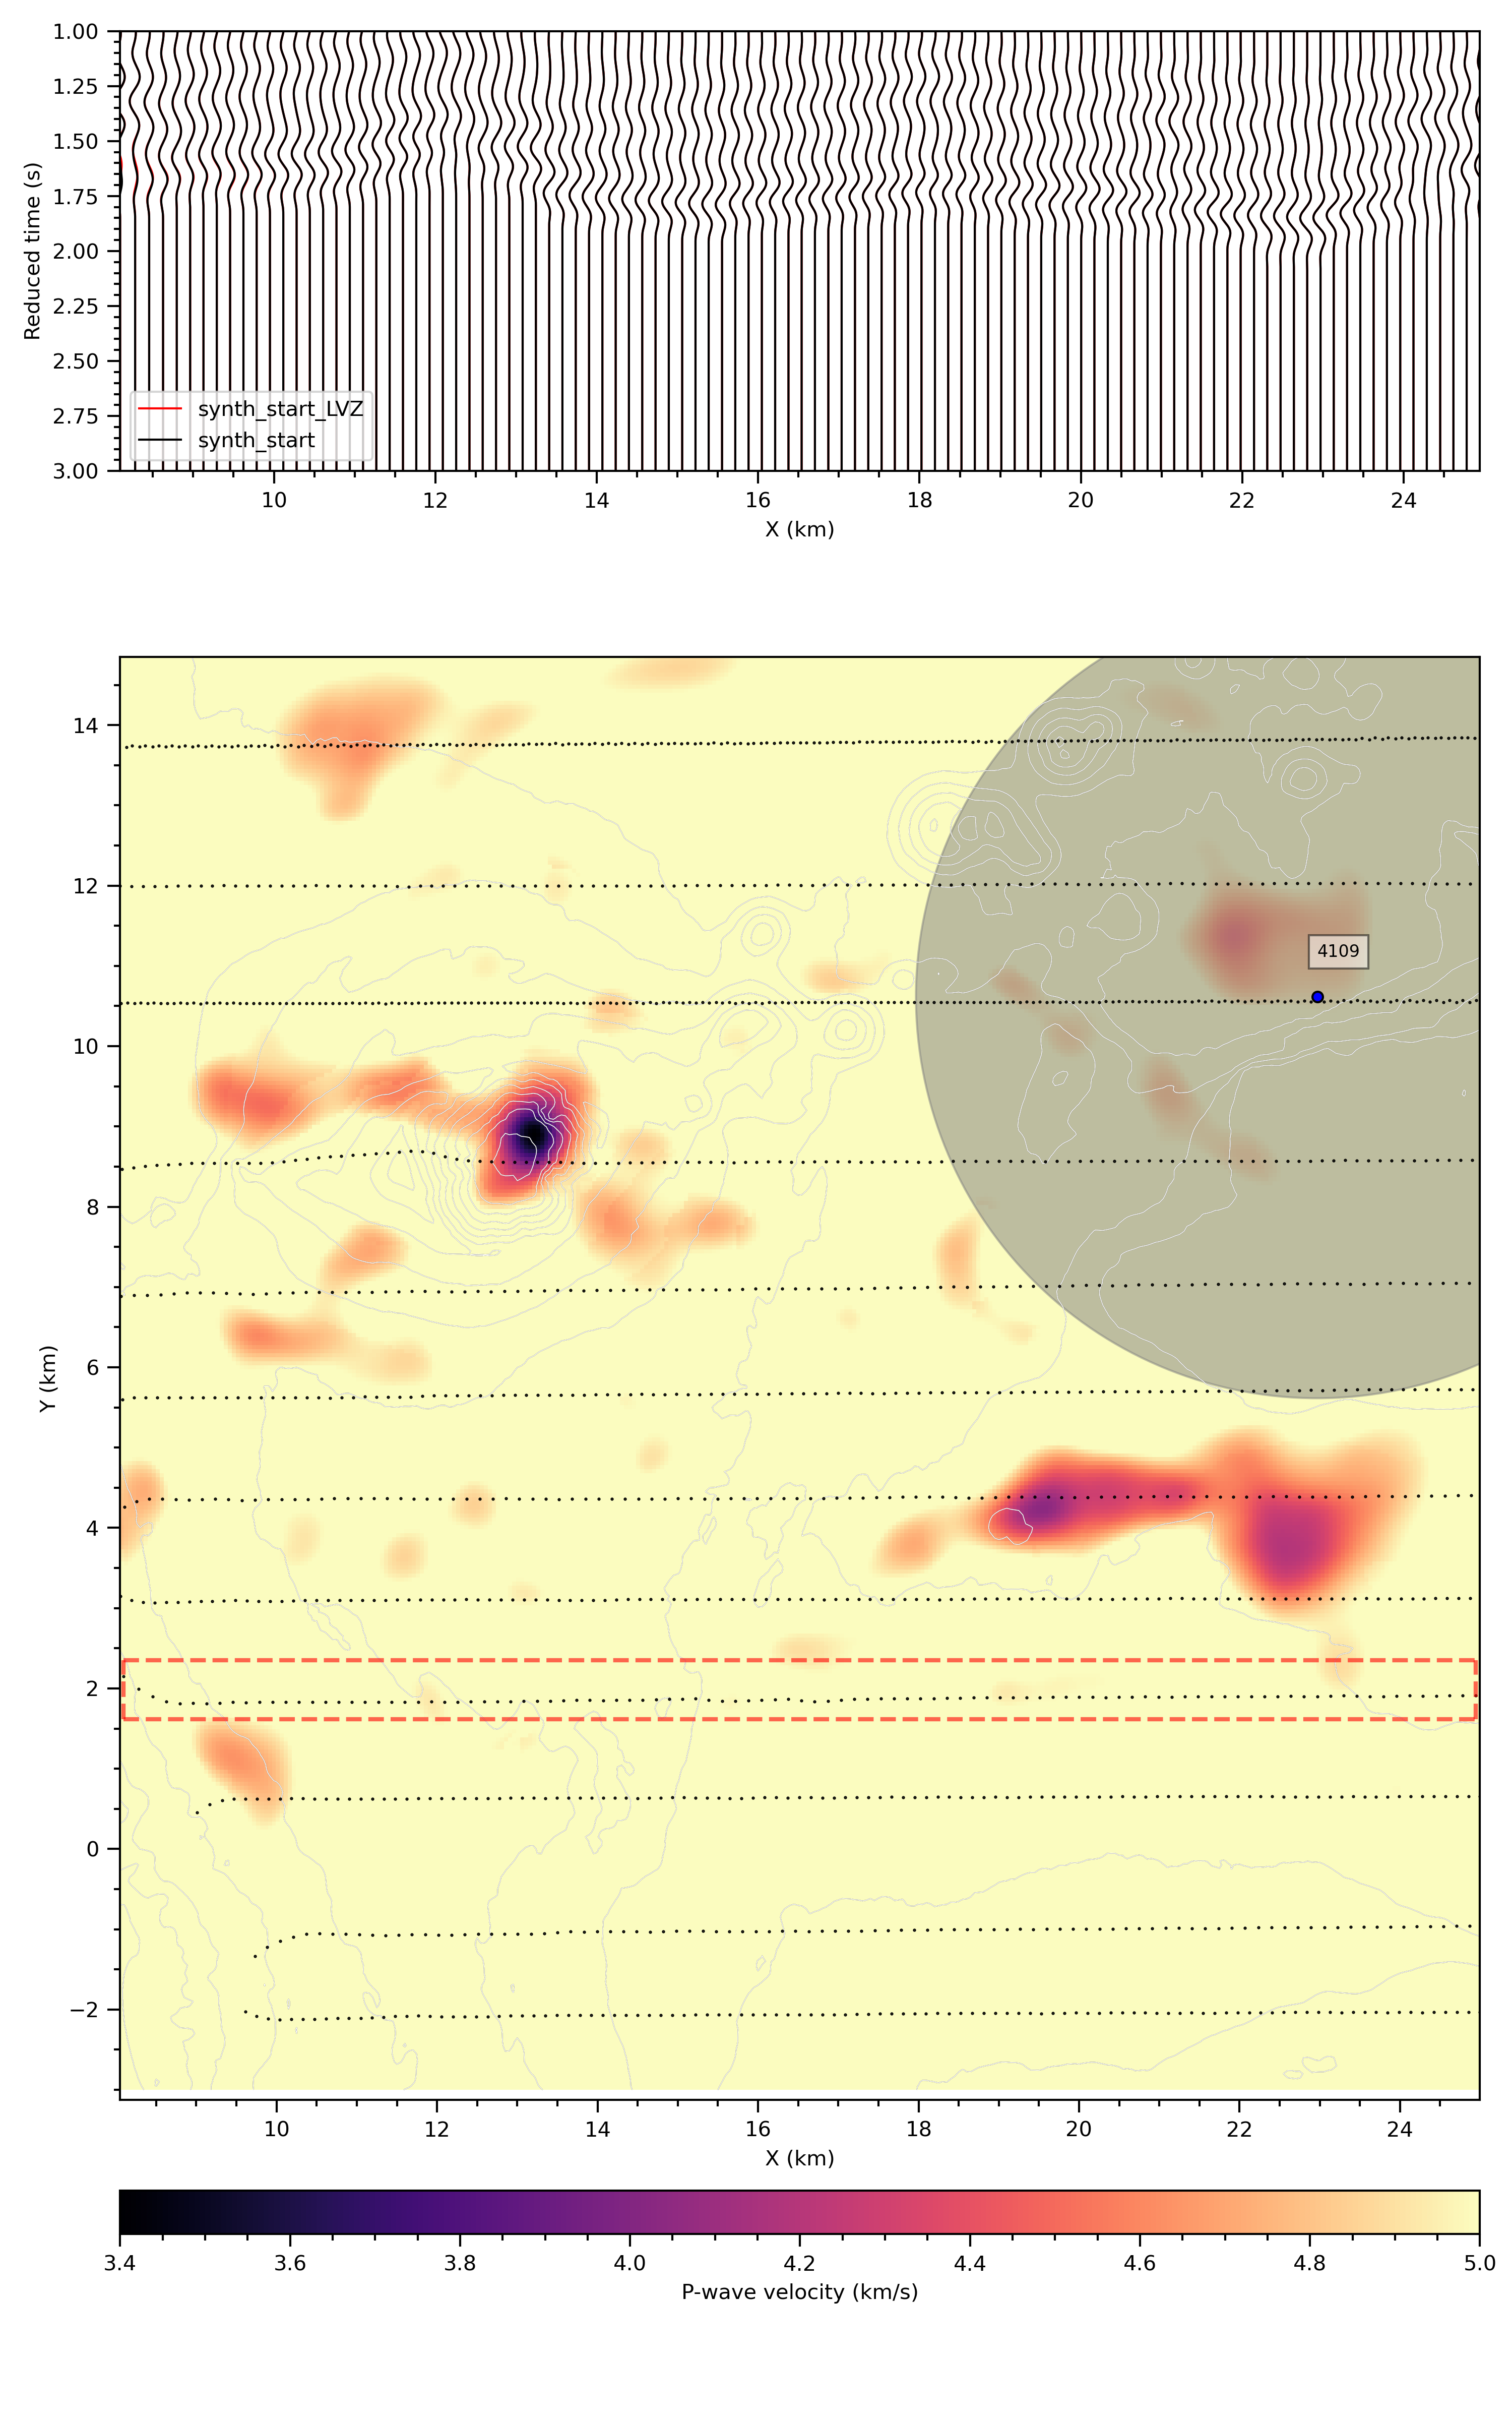 1.00
1.25
1.50
1.75
2.00
2.25
2.50
2.75
3.00
Reduced time (s)
synth_start_LVZ
synth_start
10 12 14 16 18 20 22 24
X (km)
14
12
10
8
6
4
2
0
−2
Y (km)
4109
10 12 14 16 18 20 22 24
X (km)
3.4 3.6 3.8 4.0 4.2 4.4 4.6 4.8 5.0
P-wave velocity (km/s)